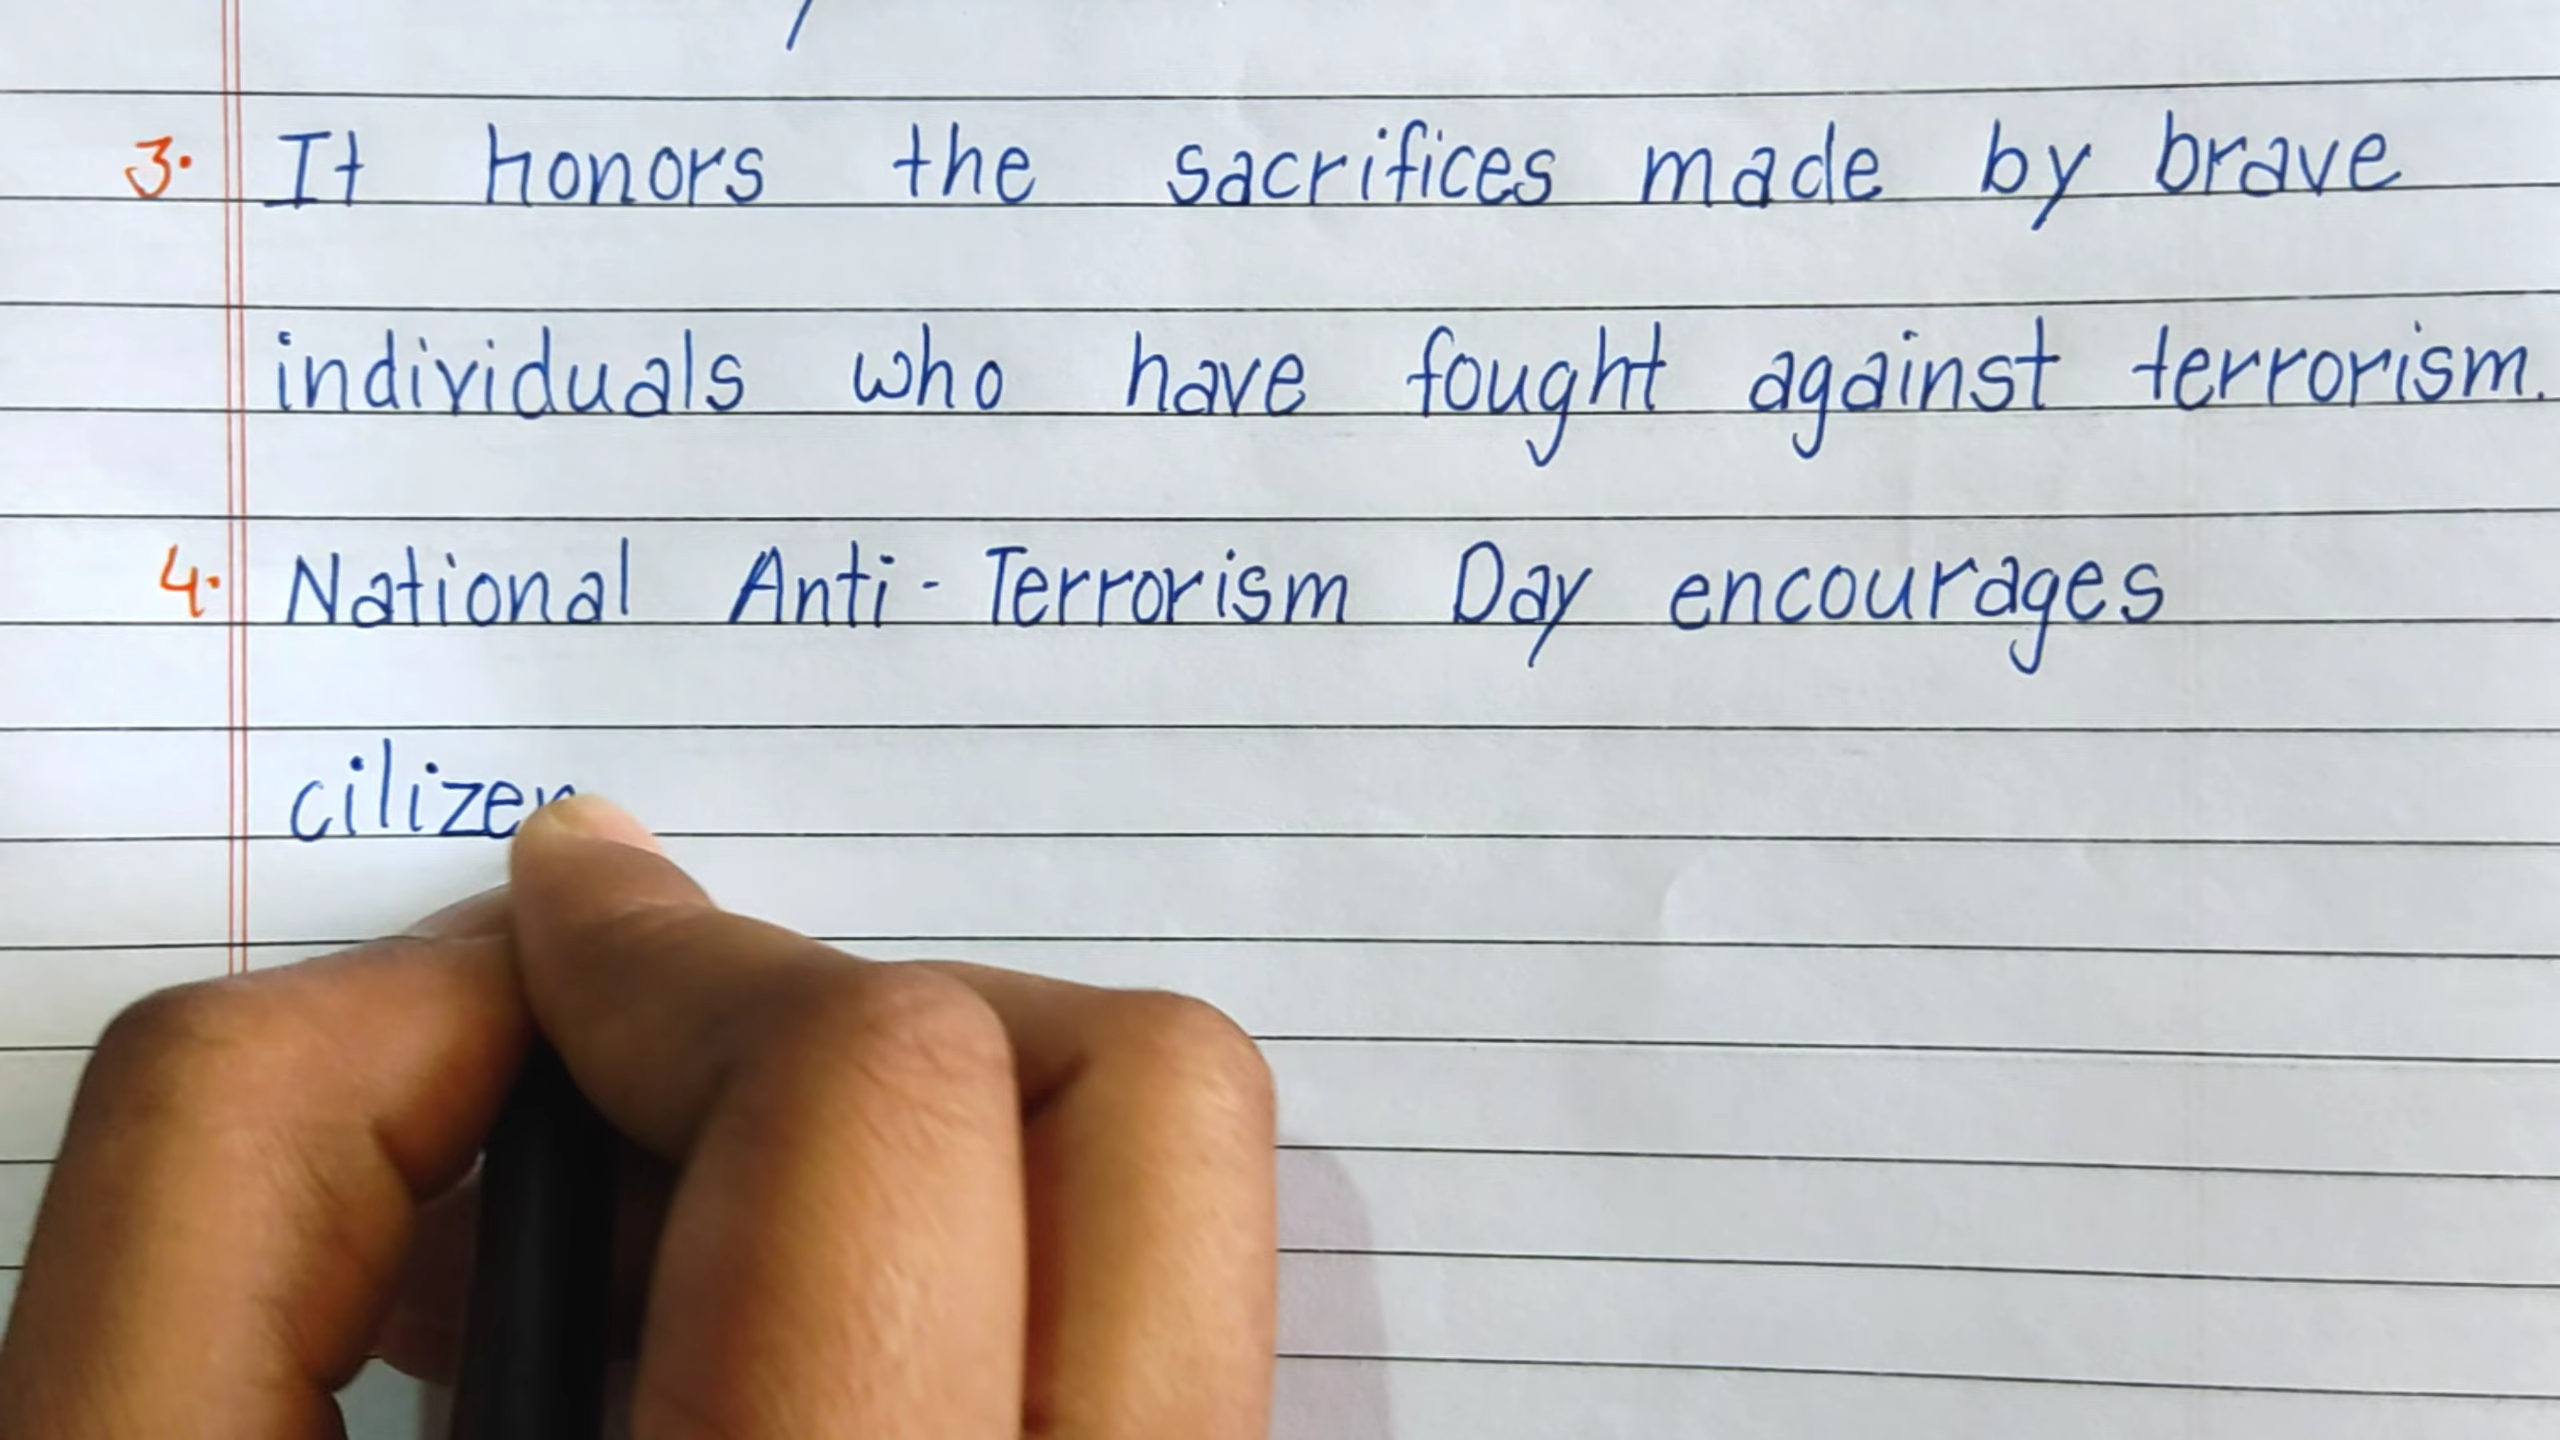 3. It honors the sacrifices made by brave
individuals who have fought against terrorism.
4. National Anti-Terrorism Day encourages
cilizen